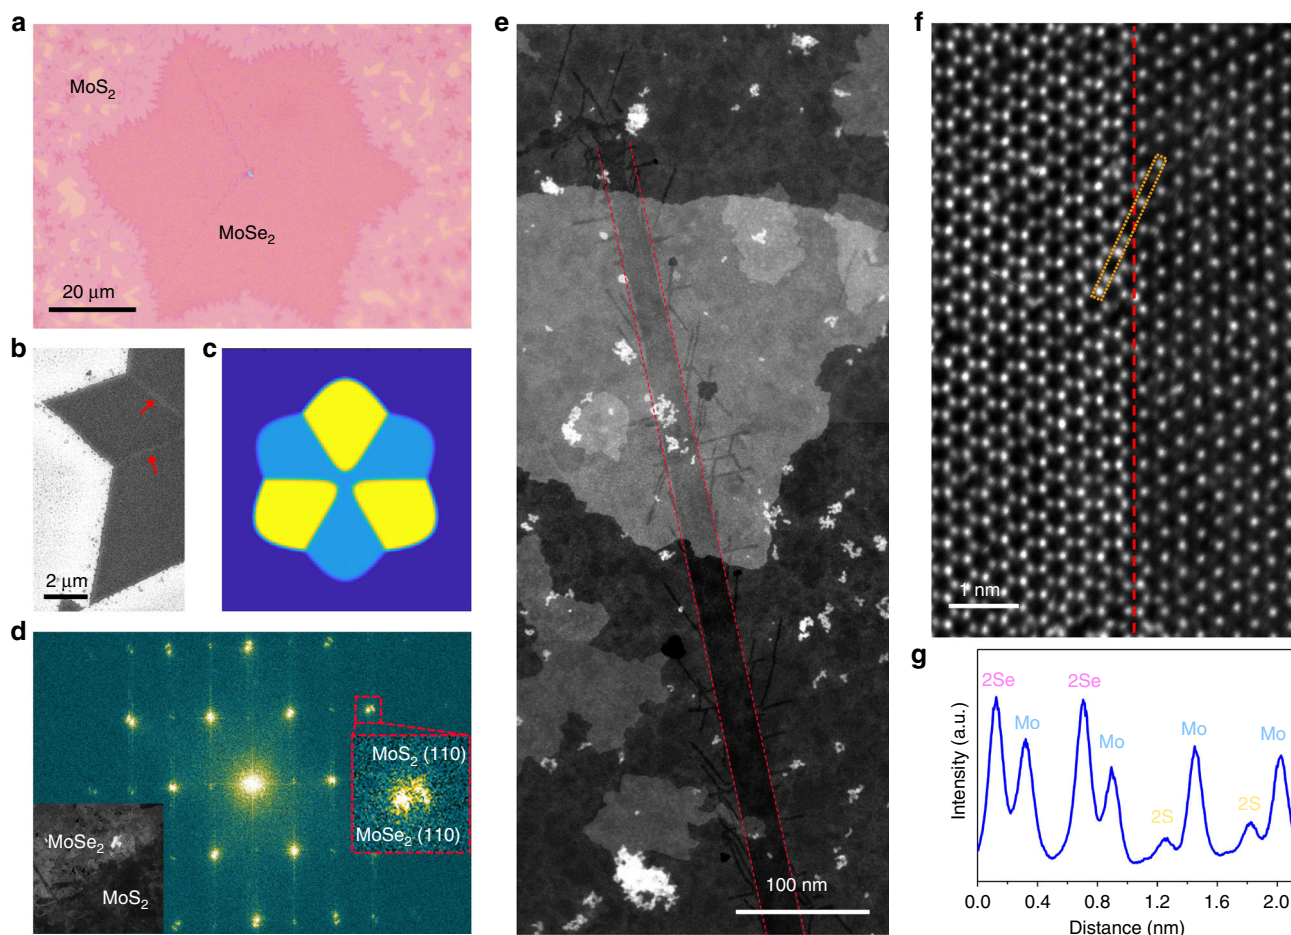 a
MoS2
MoSe2
20 µm
b
2 µm
c
d
MoS2 (110)
MoSe2 (110)
MoSe2
MoS2
e
100 nm
f
1 nm
g
2Se
Mo
2Se
Mo
2S
Mo
2S
Mo
Intensity (a.u.)
0.0 0.4 0.8 1.2 1.6 2.0
Distance (nm)